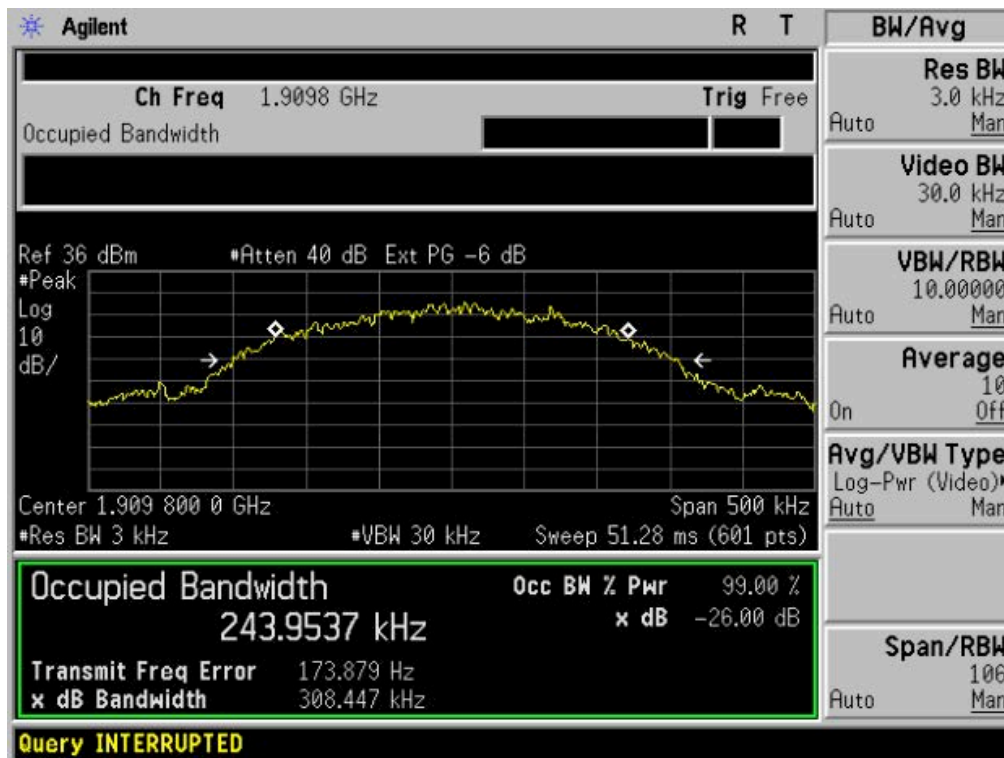 Agilent R T
Ch Freq 1.9098 GHz Trig Free
Occupied Bandwidth
Ref 36 dBm #Atten 40 dB Ext PG -6 dB
#Peak
Log
10
dB/
Center 1.909 800 0 GHz Span 500 kHz
#Res BW 3 kHz #VBW 30 kHz Sweep 51.28 ms (601 pts)
Occupied Bandwidth
243.9537 kHz
Occ BW % Pwr 99.00 %
x dB -26.00 dB
Transmit Freq Error 173.879 Hz
x dB Bandwidth 308.447 kHz
Query INTERRUPTED
BW/Avg
Res BW
3.0 kHz
Auto Man
Video BW
30.0 kHz
Auto Man
VBW/RBW
10.00000
Auto Man
Average
10
On Off
Avg/VBW Type
Log-Pwr (Video)
Auto Man
Span/RBW
106
Auto Man